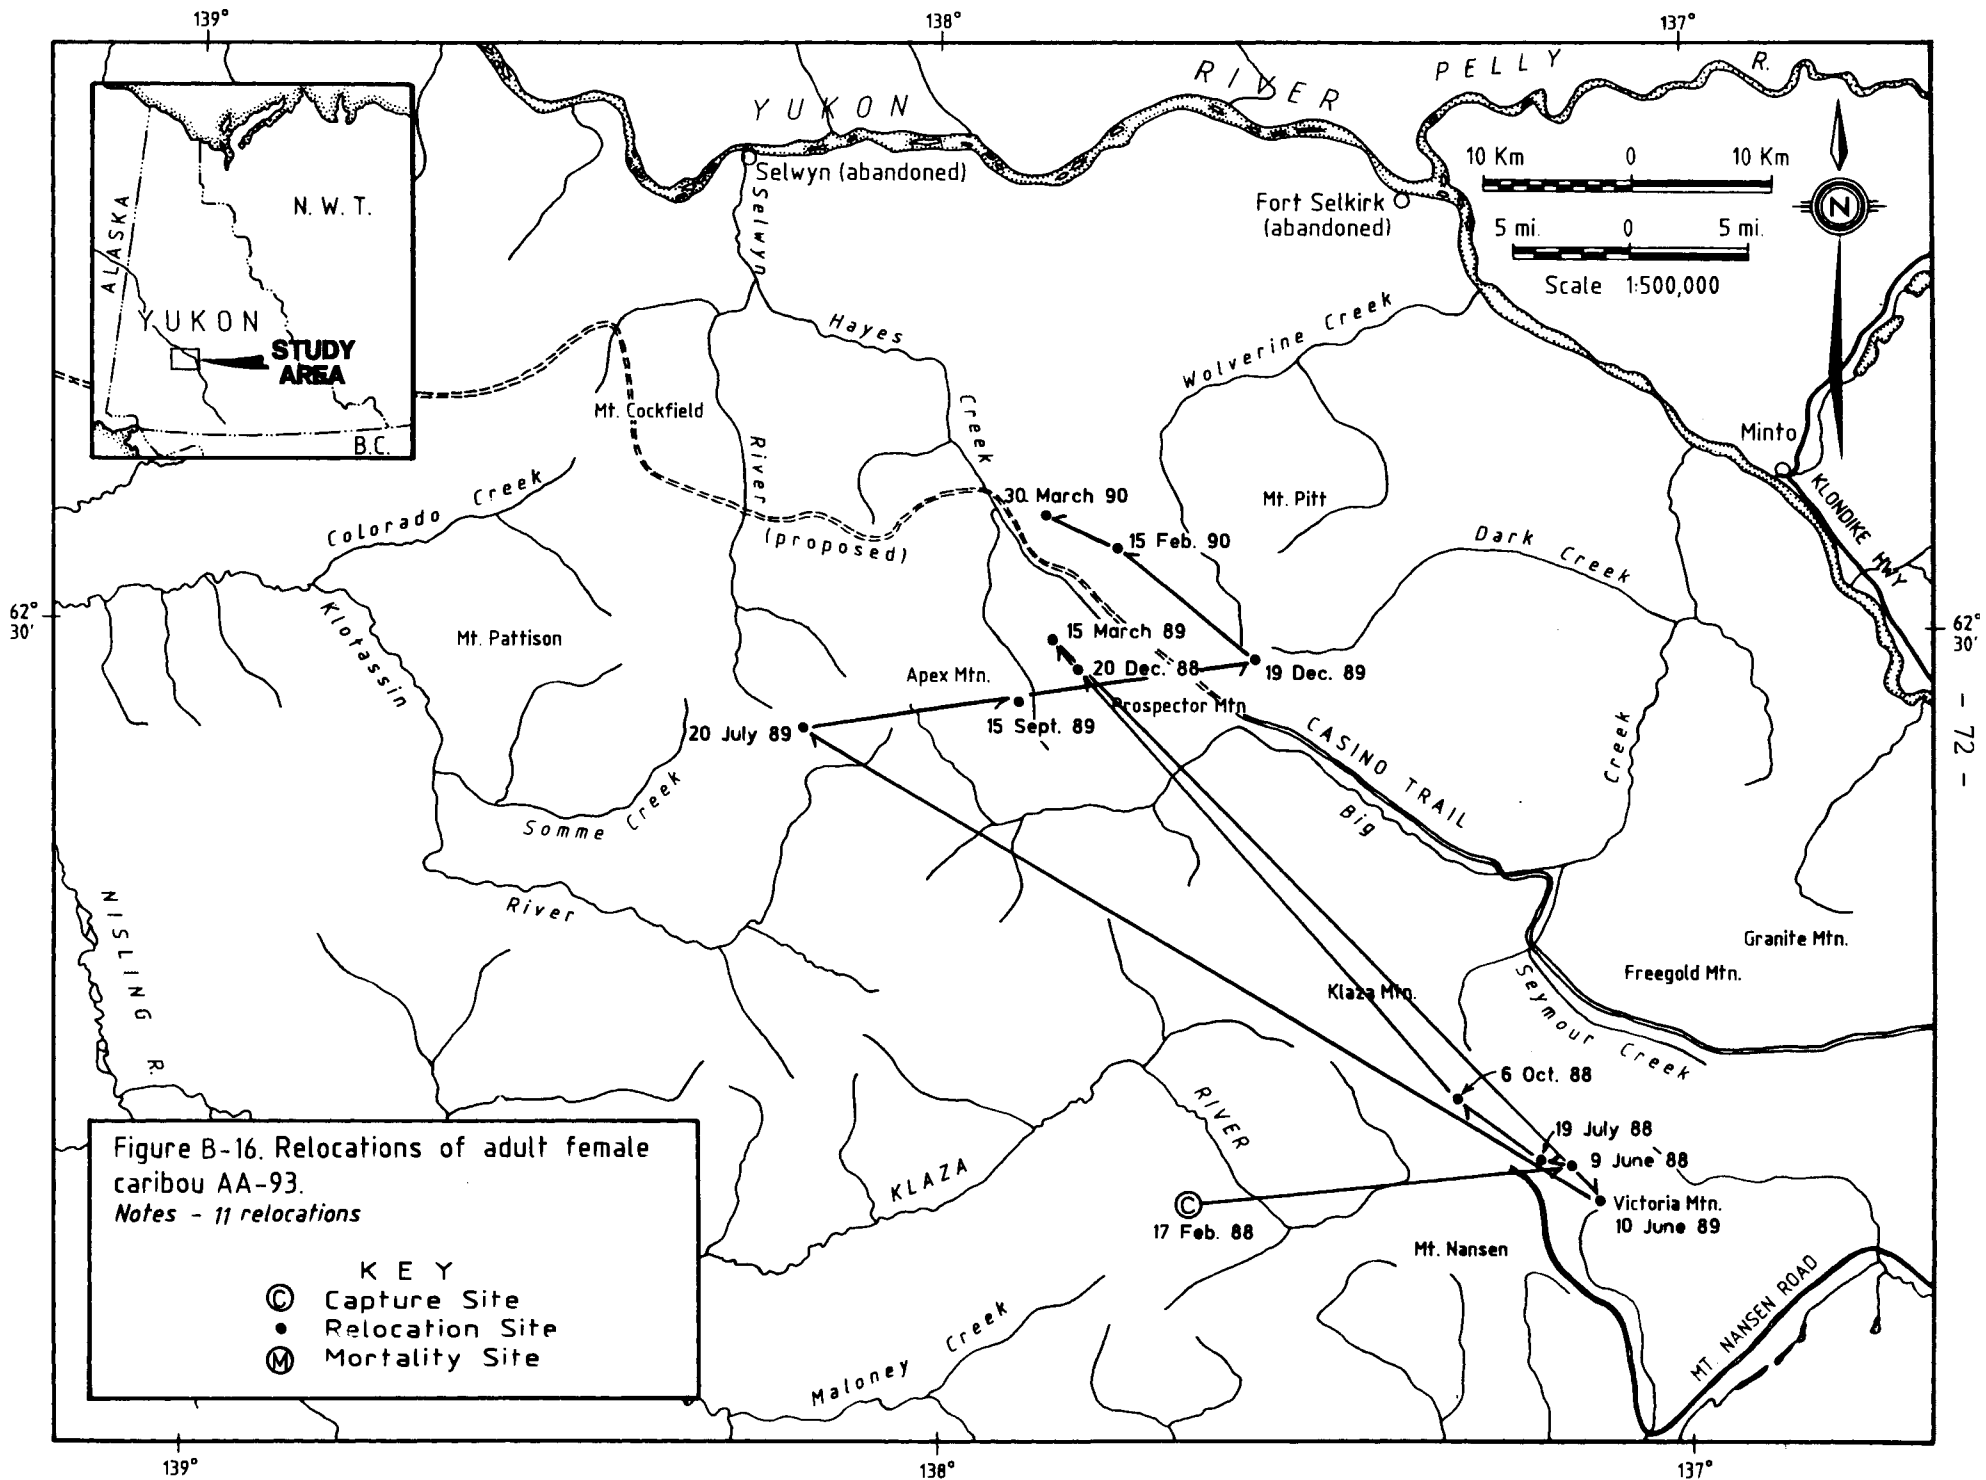 139°
138°
137°
YUKON RIVER
PELLY R.
N.W.T.
ALASKA
YUKON
STUDY
AREA
B.C.
Selwyn (abandoned)
Fort Selkirk
(abandoned)
10 Km 0 10 Km
5 mi. 0 5 mi.
Scale 1:500,000
N
Selwyn
River
Hayes
Creek
Wolverine Creek
Mt. Cockfield
Minto
KLONDIKE HWY
Colorado Creek
(proposed)
30 March 90
15 Feb. 90
Mt. Pitt
Dark Creek
62°
30'
62°
30'
Klotassin
River
Mt. Pattison
15 March 89
20 Dec. 88
19 Dec. 89
Apex Mtn.
Prospector Mtn
15 Sept. 89
20 July 89
CASINO TRAIL
Big
Creek
- 72 -
Somme Creek
NISLING R.
Granite Mtn.
Freegold Mtn.
Klaza Mtn.
Seymour Creek
6 Oct. 88
19 July 88
9 June 88
Victoria Mtn.
10 June 89
KLAZA
RIVER
C
17 Feb. 88
Mt. Nansen
MT. NANSEN ROAD
Maloney Creek
Figure B-16. Relocations of adult female
caribou AA-93.
Notes - 11 relocations
KEY
C Capture Site
• Relocation Site
M Mortality Site
139°
138°
137°